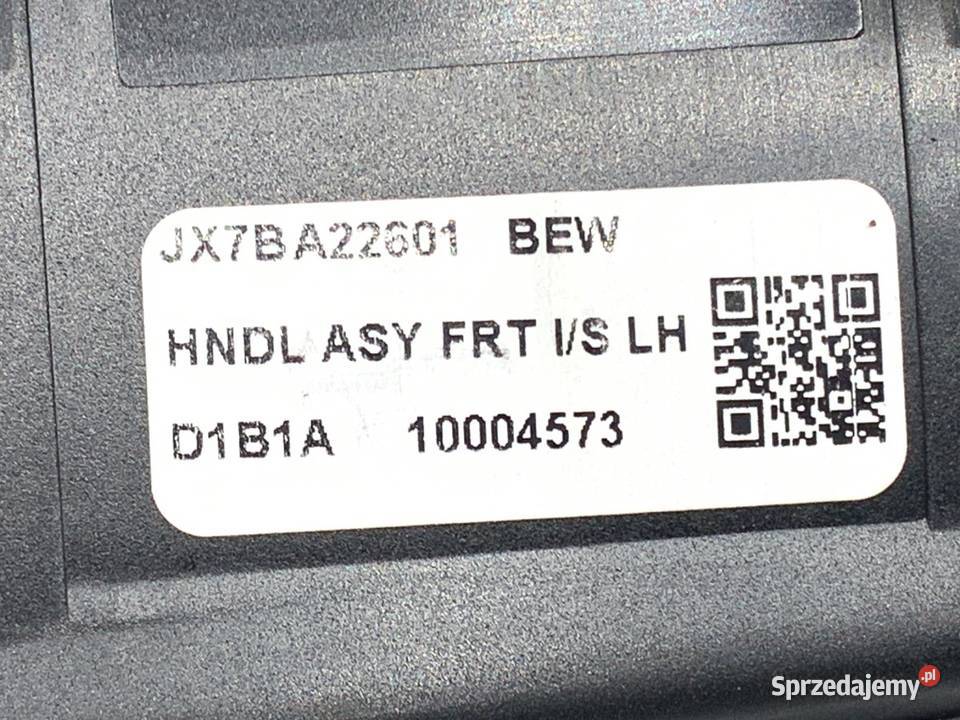 JX7BA22601 BEW
HNDL ASY FRT I/S LH
D1B1A 10004573
Sprzedajemy.pl